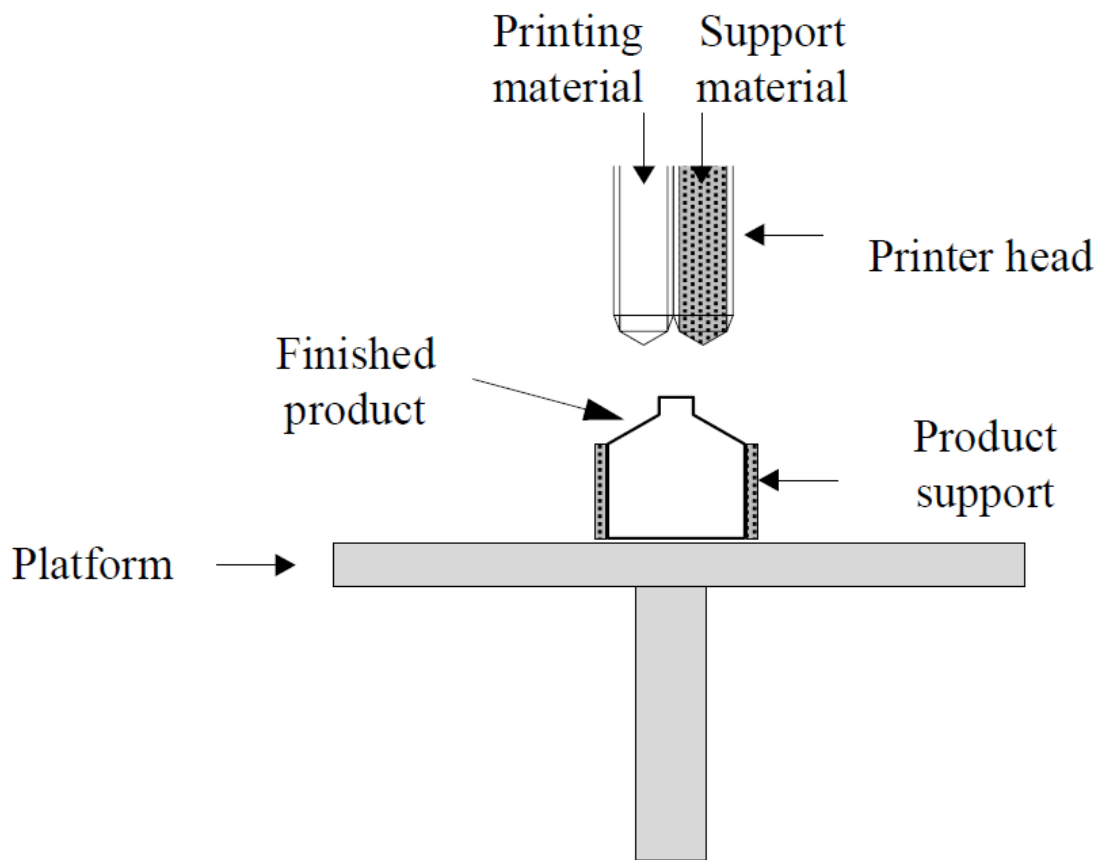 Printing
material
Support
material
Printer head
Finished
product
Product
support
Platform